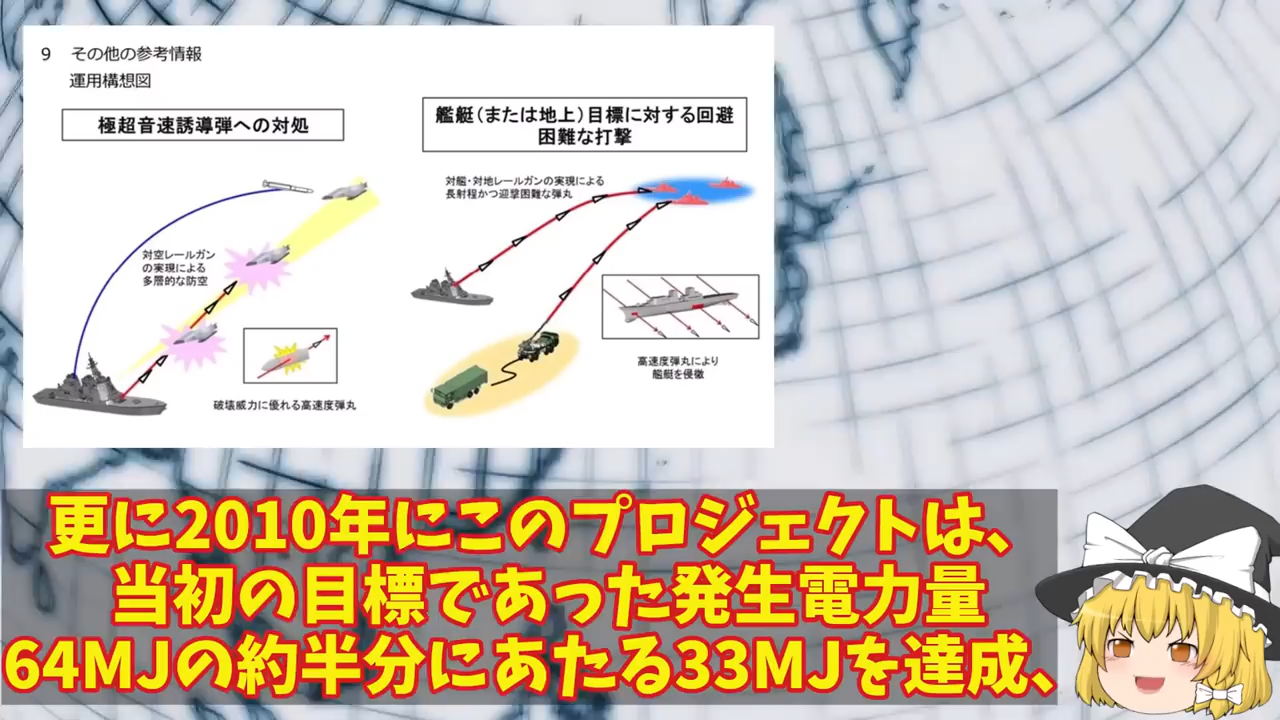 9 その他の参考情報
運用構想図
極超音速誘導弾への対処
対空レールガン
の実現による
多層的な防空
破壊威力に優れる高速度弾丸
艦艇(または地上)目標に対する回避
困難な打撃
対艦・対地レールガンの実現による
長射程かつ迎撃困難な弾丸
高速度弾丸により
艦艇を侵徹
更に2010年にこのプロジェクトは、
当初の目標であった発生電力量
64MJの約半分にあたる33MJを達成、